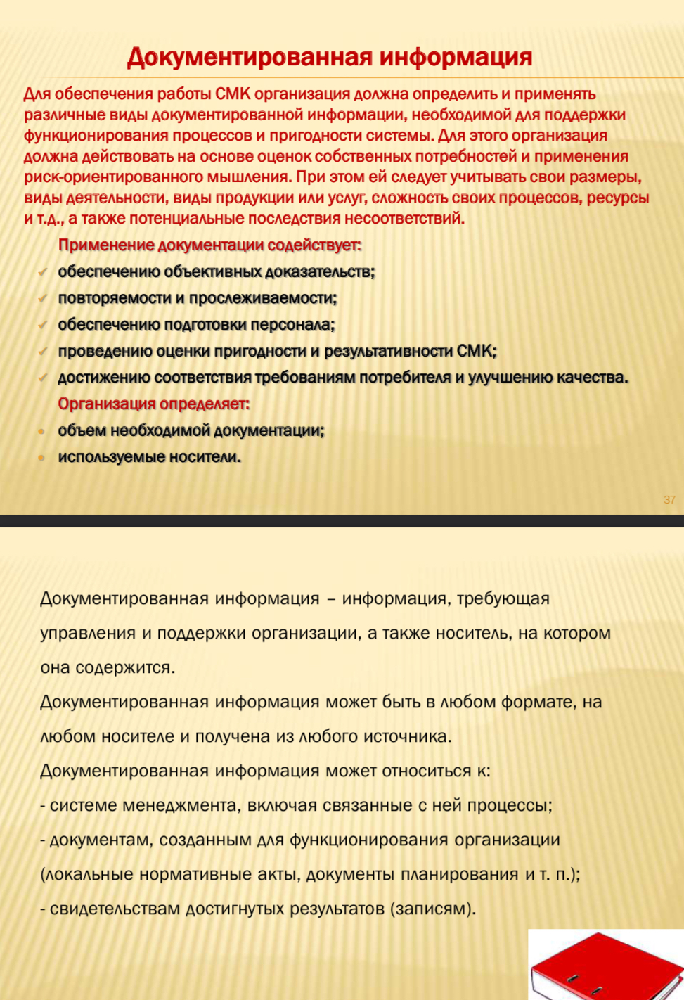 Документированная информация
Для обеспечения работы СМК организация должна определить и применять
различные виды документированной информации, необходимой для поддержки
функционирования процессов и пригодности системы. Для этого организация
должна действовать на основе оценок собственных потребностей и применения
риск-ориентированного мышления. При этом ей следует учитывать свои размеры,
виды деятельности, виды продукции или услуг, сложность своих процессов, ресурсы
и т.д., а также потенциальные последствия несоответствий.
Применение документации содействует:
✓ обеспечению объективных доказательств;
✓ повторяемости и прослеживаемости;
✓ обеспечению подготовки персонала;
✓ проведению оценки пригодности и результативности СМК;
✓ достижению соответствия требованиям потребителя и улучшению качества.
Организация определяет:
• объем необходимой документации;
• используемые носители.
37
Документированная информация – информация, требующая
управления и поддержки организации, а также носитель, на котором
она содержится.
Документированная информация может быть в любом формате, на
любом носителе и получена из любого источника.
Документированная информация может относиться к:
- системе менеджмента, включая связанные с ней процессы;
- документам, созданным для функционирования организации
(локальные нормативные акты, документы планирования и т. п.);
- свидетельствам достигнутых результатов (записям).